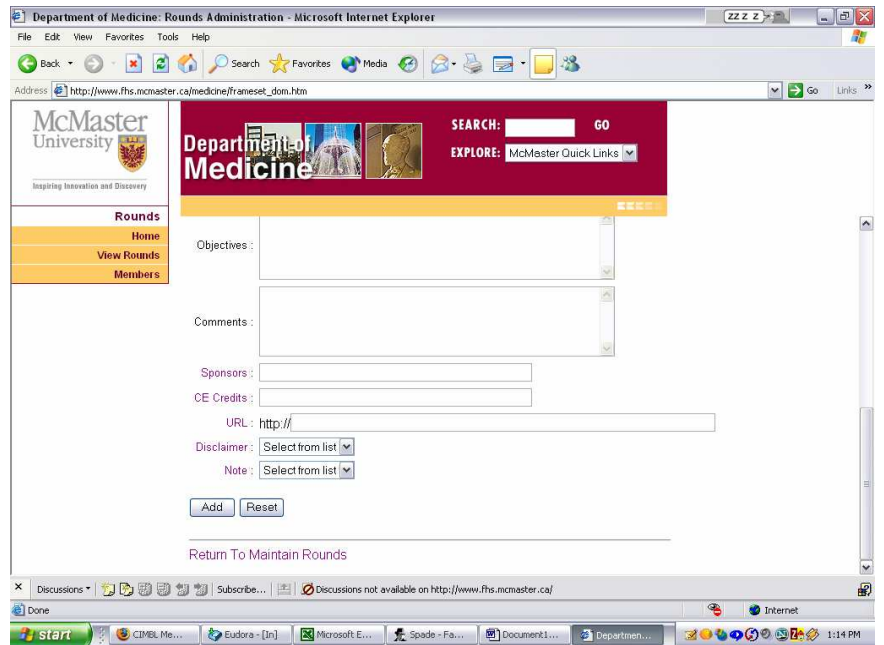 Department of Medicine: Rounds Administration - Microsoft Internet Explorer
zz z z
File Edit View Favorites Tools Help
Back Search Favorites Media
Address http://www.fhs.mcmaster.ca/medicine/frameset_dom.htm Go Links »
McMaster
University
Inspiring Innovation and Discovery
Department of
Medicine
SEARCH: GO
EXPLORE: McMaster Quick Links
Rounds
Home
View Rounds
Members
Objectives :
Comments :
Sponsors :
CE Credits :
URL : http://
Disclaimer : Select from list
Note : Select from list
Add Reset
Return To Maintain Rounds
Discussions Subscribe... Discussions not available on http://www.fhs.mcmaster.ca/
Done Internet
start CIMBL Me... Eudora - [In] Microsoft E... Spade - Fa... Document1... Departmen... 1:14 PM